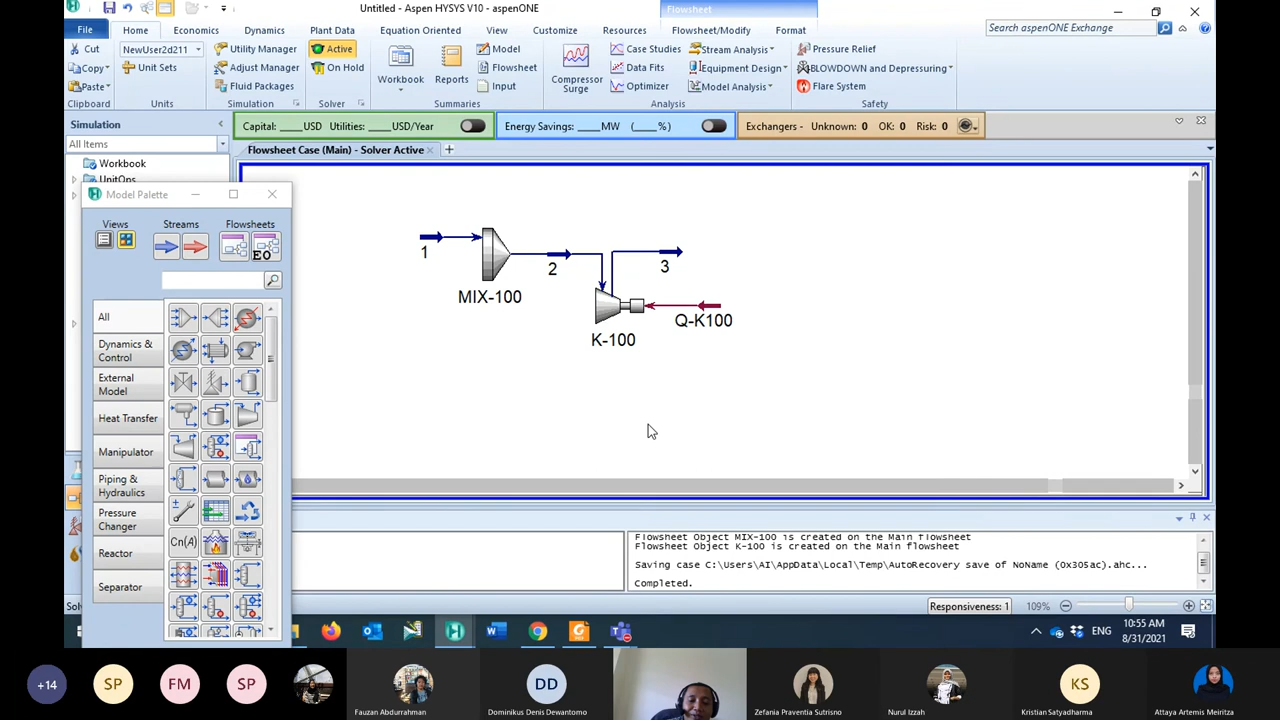 Untitled - Aspen HYSYS V10 - aspenONE
Flowsheet
File
Home
Economics
Dynamics
Plant Data
Equation Oriented
View
Customize
Resources
Flowsheet/Modify
Format
Search aspenONE Exchange
Cut
Copy
Paste
Clipboard
NewUser2d211
Unit Sets
Units
Utility Manager
Adjust Manager
Fluid Packages
Simulation
Active
On Hold
Solver
Workbook
Reports
Model
Flowsheet
Input
Summaries
Compressor
Surge
Case Studies
Data Fits
Optimizer
Stream Analysis
Equipment Design
Model Analysis
Analysis
Pressure Relief
BLOWDOWN and Depressuring
Flare System
Safety
Simulation
All Items
Workbook
UnitOps
Capital: ____USD Utilities: ____USD/Year
Energy Savings: ____MW (____%)
Exchangers - Unknown: 0 OK: 0 Risk: 0
Flowsheet Case (Main) - Solver Active
Model Palette
Views
Streams
Flowsheets
EO
All
Dynamics &
Control
External
Model
Heat Transfer
Manipulator
Piping &
Hydraulics
Pressure
Changer
Reactor
Separator
Cn(A)
1
MIX-100
2
3
K-100
Q-K100
Flowsheet Object MIX-100 is created on the Main flowsheet
Flowsheet Object K-100 is created on the Main flowsheet
Saving case C:\Users\AI\AppData\Local\Temp\AutoRecovery save of NoName (0x305ac).ahc...
Completed.
Responsiveness: 1
109%
ENG
10:55 AM
8/31/2021
+14
SP
FM
SP
Fauzan Abdurrahman
DD
Dominikus Denis Dewantomo
Zefania Praventia Sutrisno
Nurul Izzah
KS
Kristian Satyadharma
Attaya Artemis Meiritza